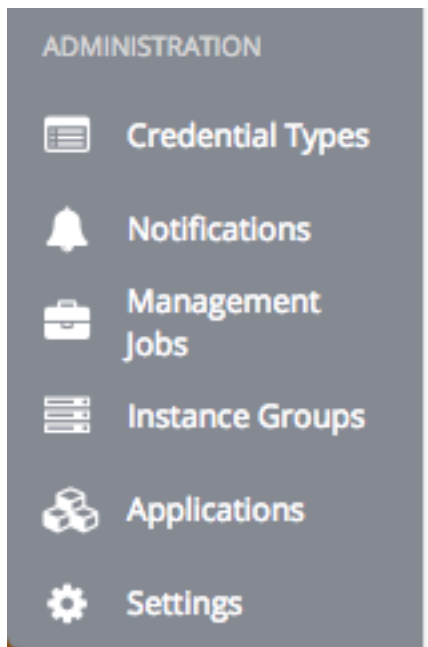 ADMINISTRATION
Credential Types
Notifications
Management
Jobs
Instance Groups
Applications
Settings